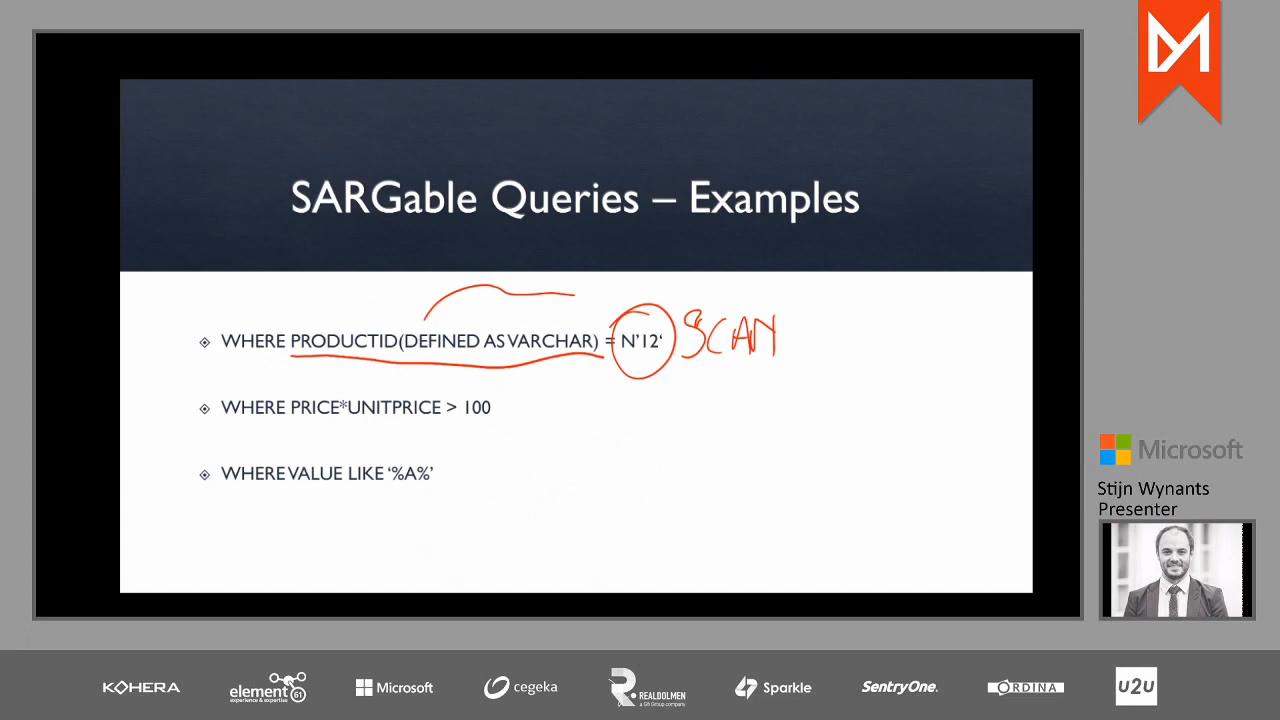 SARGable Queries – Examples
WHERE PRODUCTID(DEFINED AS VARCHAR) = N'12'
SCAN
WHERE PRICE*UNITPRICE > 100
WHERE VALUE LIKE '%A%'
Microsoft
Stijn Wynants
Presenter
KOHERA
element 61
experience & expertise
Microsoft
cegeka
R.
REALDOLMEN
A Gfi Group company
Sparkle
SentryOne.
ORDINA
U2U